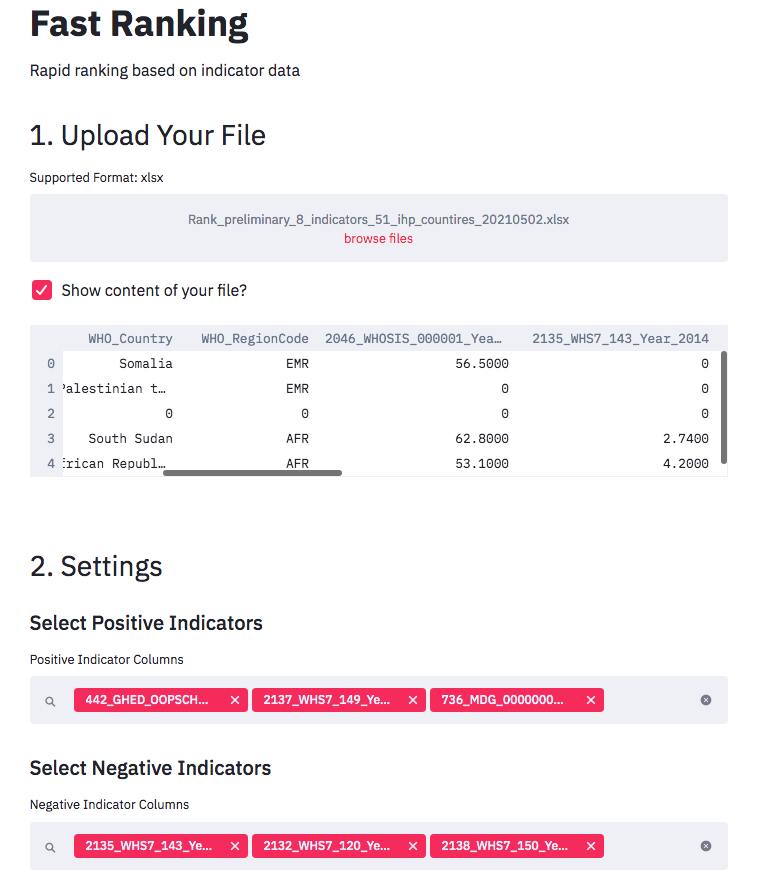 Fast Ranking
Rapid ranking based on indicator data
1. Upload Your File
Supported Format: xlsx
Rank_preliminary_8_indicators_51_ihp_countires_20210502.xlsx
browse files
Show content of your file?
WHO_Country WHO_RegionCode 2046_WHOSIS_000001_Yea… 2135_WHS7_143_Year_2014
0 Somalia EMR 56.5000 0
1 Palestinian t… EMR 0 0
2 0 0 0 0
3 South Sudan AFR 62.8000 2.7400
4 frican Republ… AFR 53.1000 4.2000
2. Settings
Select Positive Indicators
Positive Indicator Columns
442_GHED_OOPSCH... 2137_WHS7_149_Ye... 736_MDG_0000000...
Select Negative Indicators
Negative Indicator Columns
2135_WHS7_143_Ye... 2132_WHS7_120_Ye... 2138_WHS7_150_Ye...